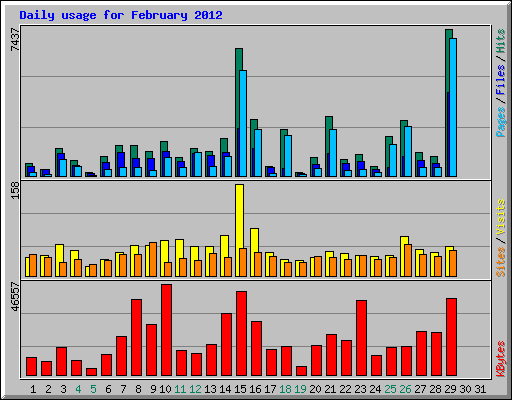 Daily usage for February 2012
7437
Pages / Files / Hits
188
Sites / Visits
46557
KBytes
1 2 3 4 5 6 7 8 9 10 11 12 13 14 15 16 17 18 19 20 21 22 23 24 25 26 27 28 29 30 31